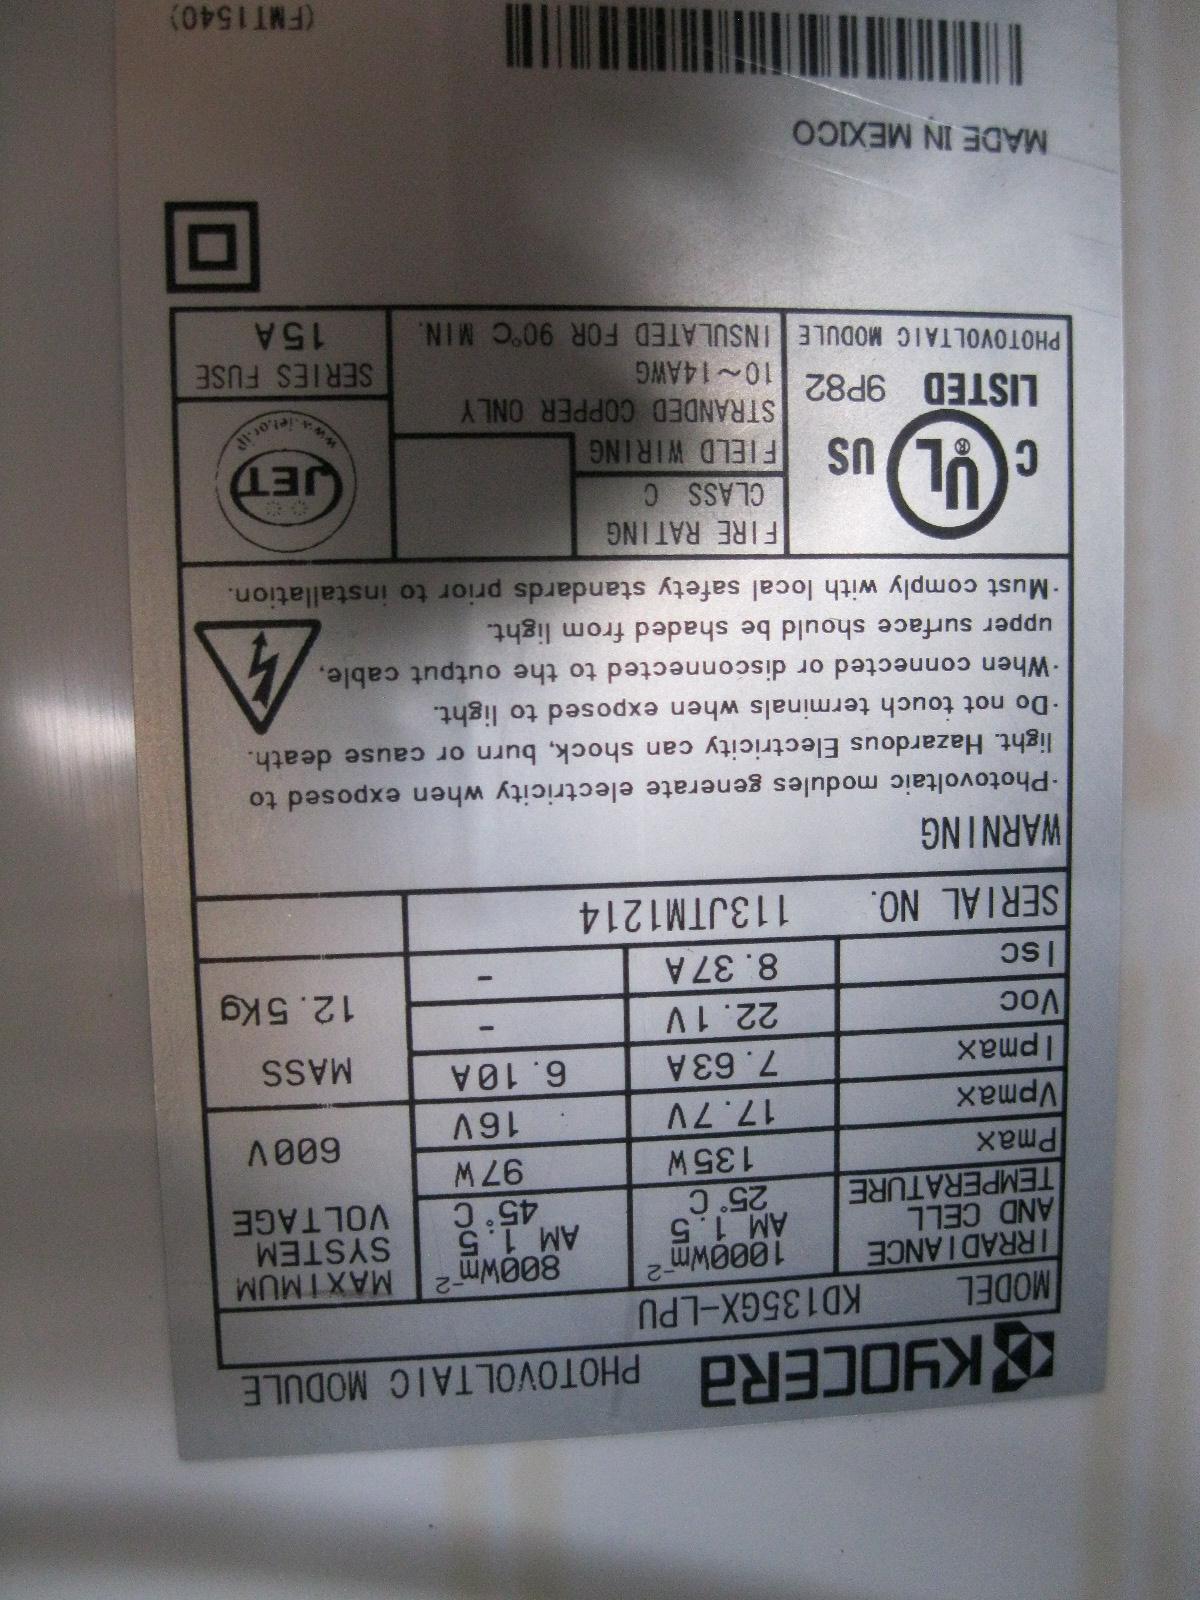 KYOCERA PHOTOVOLTAIC MODULE
MODEL KD135GX-LPU
IRRADIANCE AND CELL TEMPERATURE
1000Wm⁻² AM 1.5 25°C
800Wm⁻² AM 1.5 45°C
MAXIMUM SYSTEM VOLTAGE
600V
Pmax 135W 97W
Vpmax 17.7V 16V
Ipmax 7.63A 6.10A
MASS
12.5Kg
Voc 22.1V -
Isc 8.37A -
SERIAL NO. 113JTM1214
WARNING
·Photovoltaic modules generate electricity when exposed to
light. Hazardous Electricity can shock, burn or cause death.
·Do not touch terminals when exposed to light.
·When connected or disconnected to the output cable,
upper surface should be shaded from light.
·Must comply with local safety standards prior to installation.
C UL® US
LISTED 9P82
PHOTOVOLTAIC MODULE
FIRE RATING
CLASS C
FIELD WIRING
STRANDED COPPER ONLY
10~14AWG
INSULATED FOR 90°C MIN.
JET
www.jet.or.jp
SERIES FUSE
15A
MADE IN MEXICO
(FMT1540)